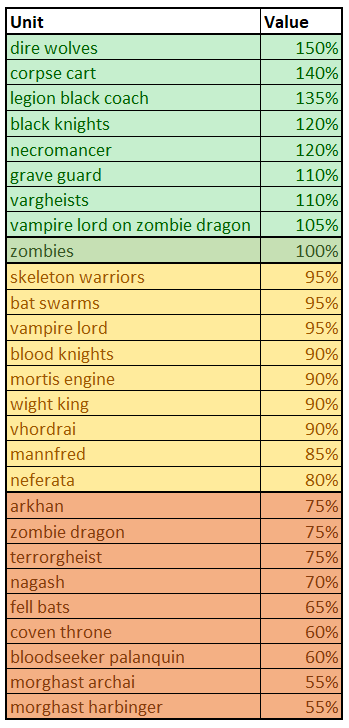 Unit Value
dire wolves 150%
corpse cart 140%
legion black coach 135%
black knights 120%
necromancer 120%
grave guard 110%
vargheists 110%
vampire lord on zombie dragon 105%
zombies 100%
skeleton warriors 95%
bat swarms 95%
vampire lord 95%
blood knights 90%
mortis engine 90%
wight king 90%
vhordrai 90%
mannfred 85%
neferata 80%
arkhan 75%
zombie dragon 75%
terrorgheist 75%
nagash 70%
fell bats 65%
coven throne 60%
bloodseeker palanquin 60%
morghast archai 55%
morghast harbinger 55%